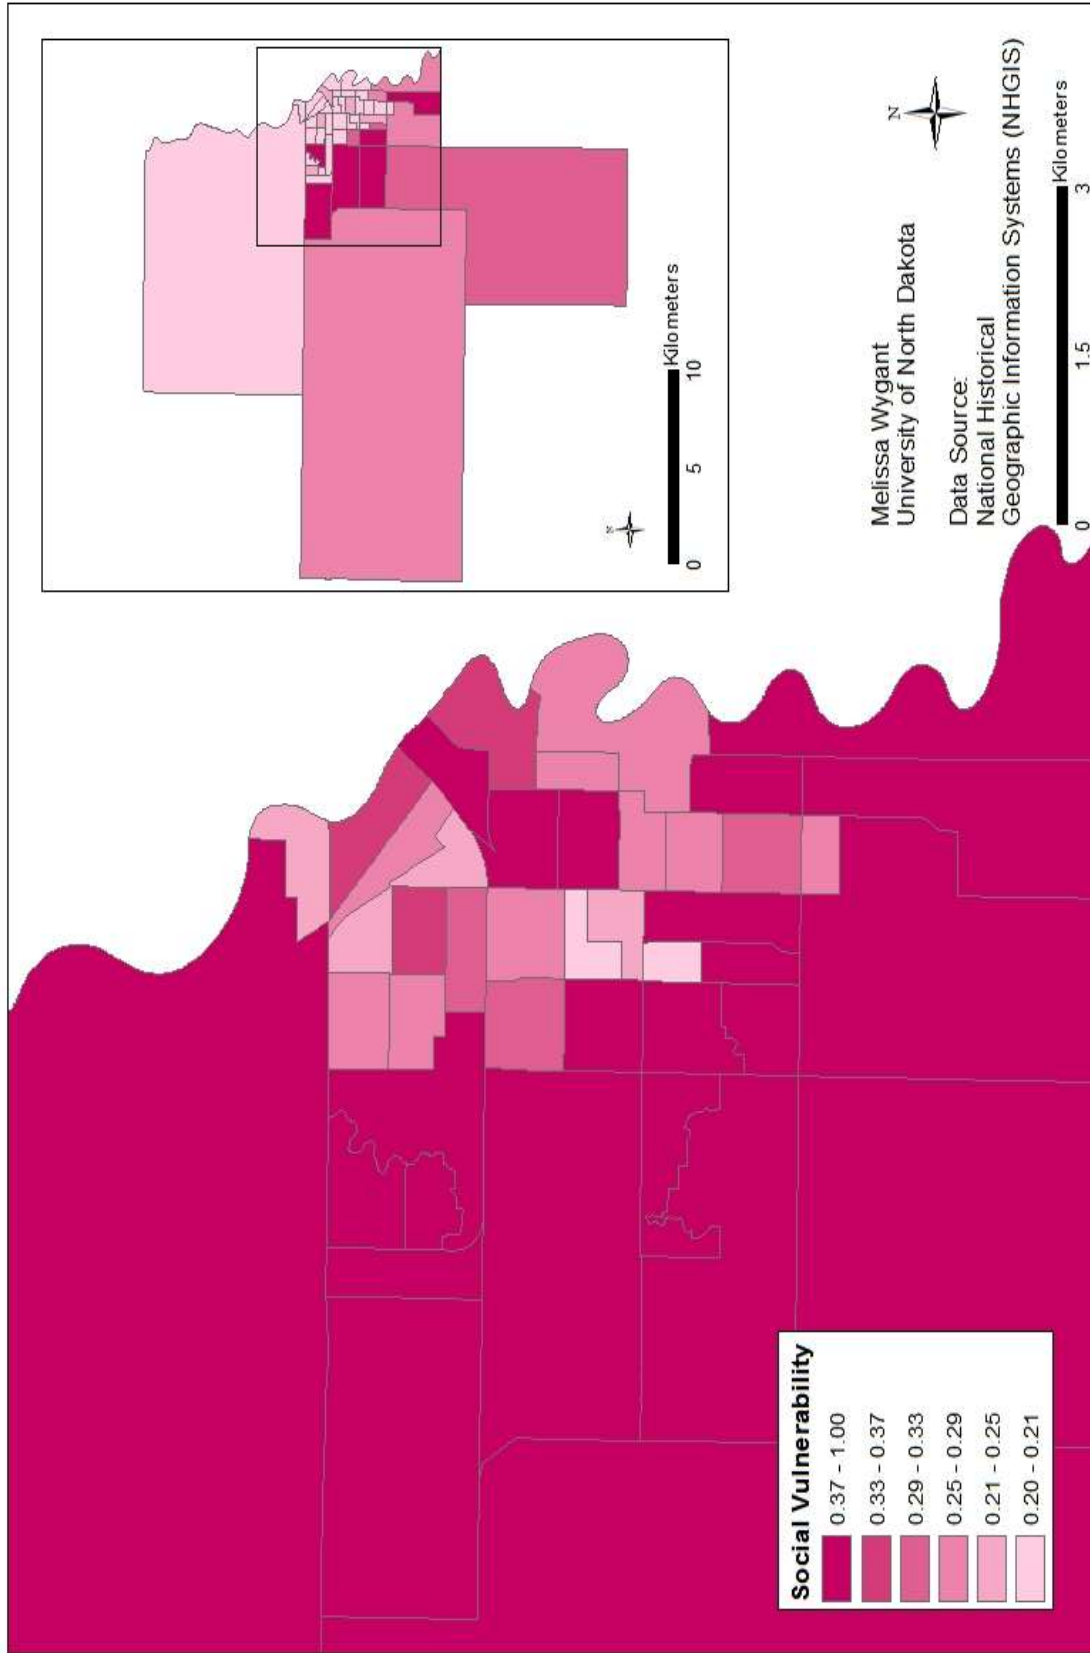 N
0
5
10
Kilometers
N
Melissa Wygant
University of North Dakota
Data Source:
National Historical
Geographic Information Systems (NHGIS)
0
1.5
3
Kilometers
Social Vulnerability
0.37 - 1.00
0.33 - 0.37
0.29 - 0.33
0.25 - 0.29
0.21 - 0.25
0.20 - 0.21